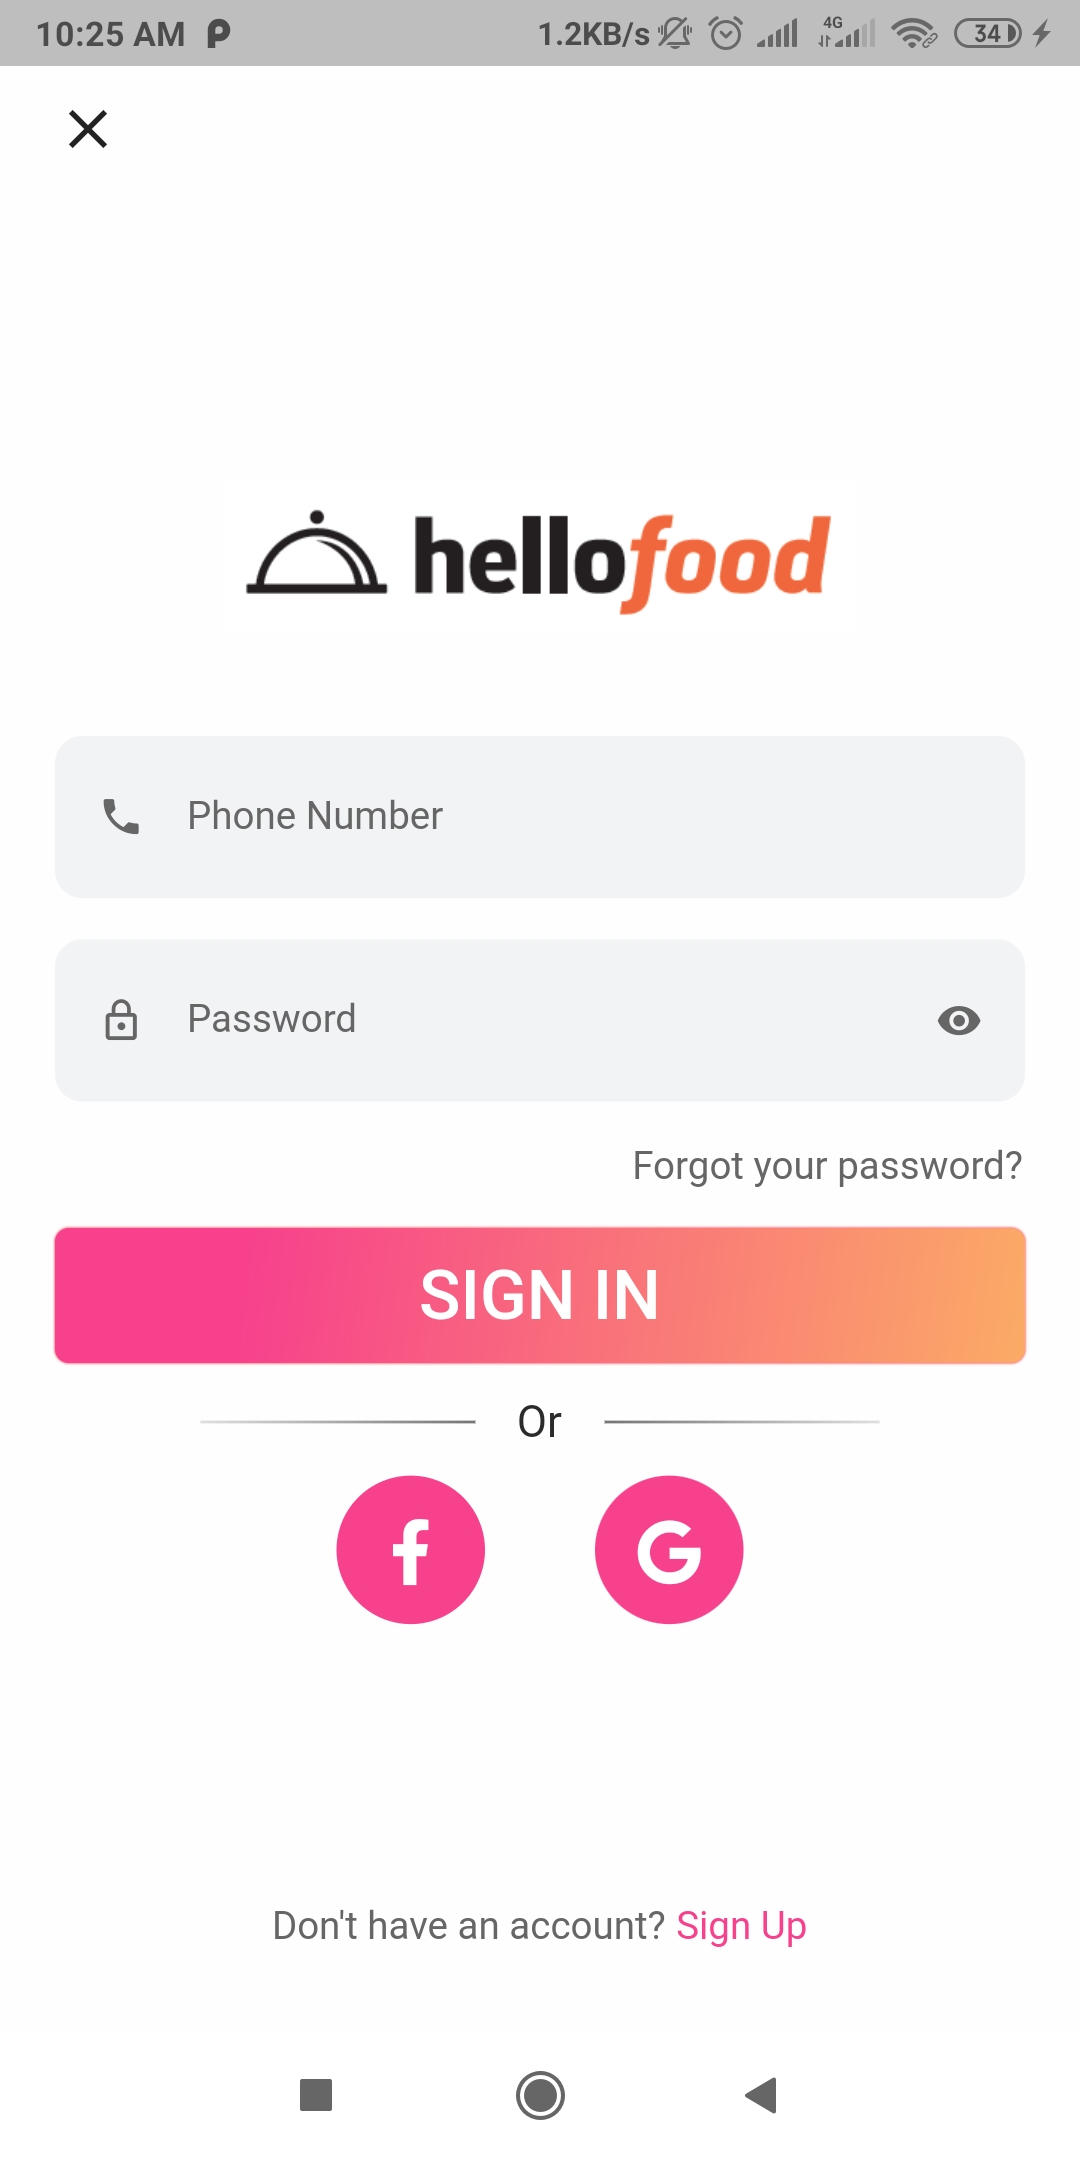 10:25 AM 1.2KB/s 4G 34
hellofood
Phone Number
Password
Forgot your password?
SIGN IN
Or
f G
Don't have an account? Sign Up